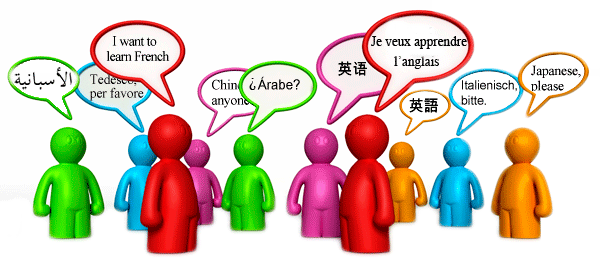 الأسبانية
Tedesco,
per favore
I want to
learn French
anyone
¿Árabe?
英语
Je veux apprendre
l'anglais
英語
Italienisch,
bitte.
Japanese,
please